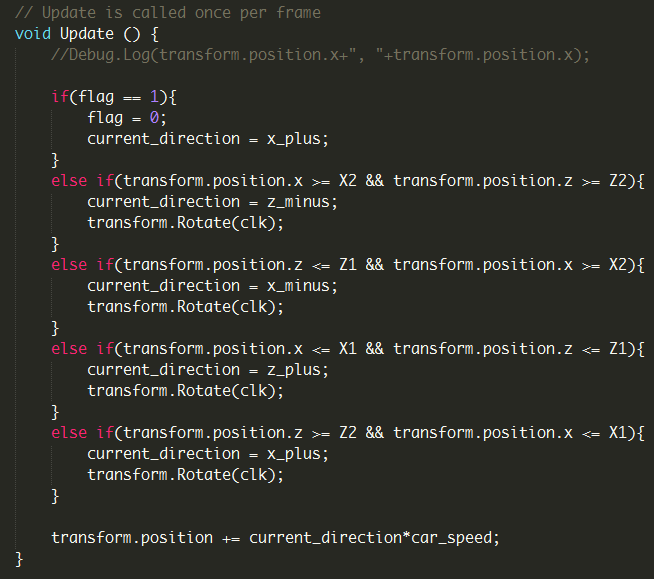 // Update is called once per frame
void Update () {
    //Debug.Log(transform.position.x+", "+transform.position.x);

    if(flag == 1){
        flag = 0;
        current_direction = x_plus;
    }
    else if(transform.position.x >= X2 && transform.position.z >= Z2){
        current_direction = z_minus;
        transform.Rotate(clk);
    }
    else if(transform.position.z <= Z1 && transform.position.x >= X2){
        current_direction = x_minus;
        transform.Rotate(clk);
    }
    else if(transform.position.x <= X1 && transform.position.z <= Z1){
        current_direction = z_plus;
        transform.Rotate(clk);
    }
    else if(transform.position.z >= Z2 && transform.position.x <= X1){
        current_direction = x_plus;
        transform.Rotate(clk);
    }

    transform.position += current_direction*car_speed;
}